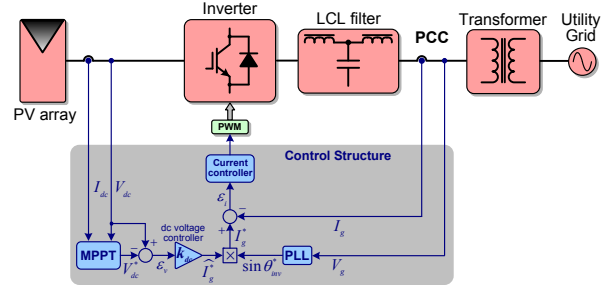 Inverter
LCL filter
PCC
Transformer
Utility
Grid
PV array
PWM
Control Structure
Current
controller
I_dc
V_dc
ε_i
−
+
I_g^*
I_g
dc voltage
controller
MPPT
−
+
V_dc^*
ε_v
k_dc
Î_g^*
×
sin θ_inv^*
PLL
V_g